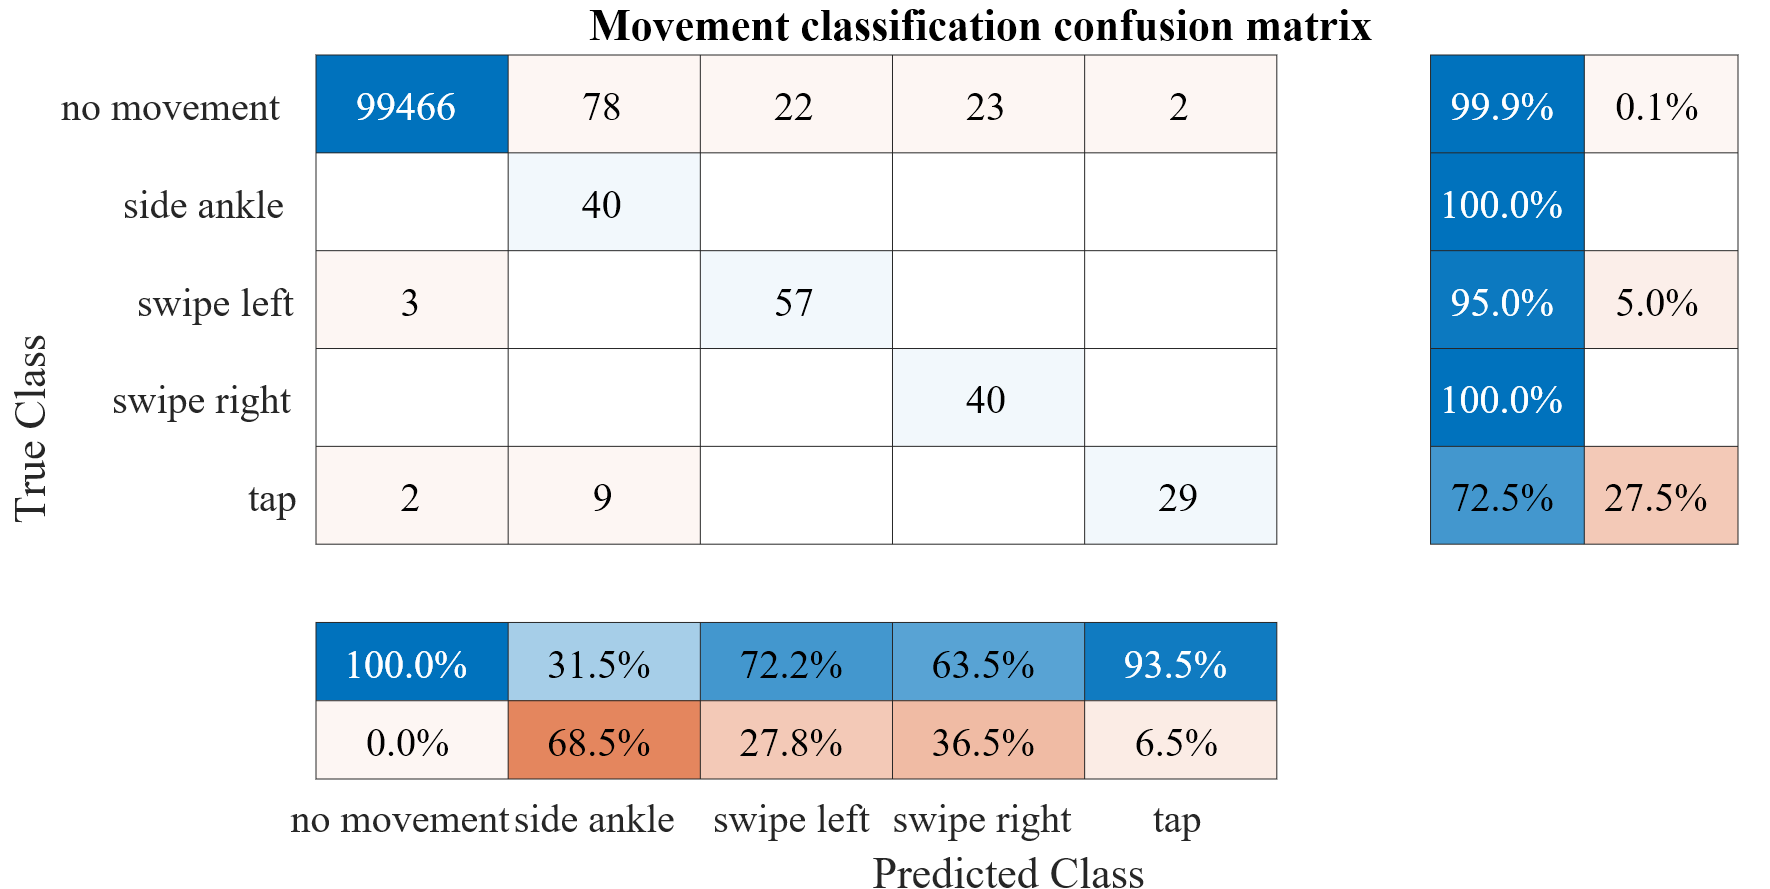 Movement classification confusion matrix
no movement 99466 78 22 23 2 99.9% 0.1%
side ankle 40 100.0%
swipe left 3 57 95.0% 5.0%
swipe right 40 100.0%
tap 2 9 29 72.5% 27.5%
True Class
100.0% 31.5% 72.2% 63.5% 93.5%
0.0% 68.5% 27.8% 36.5% 6.5%
no movement side ankle swipe left swipe right tap
Predicted Class